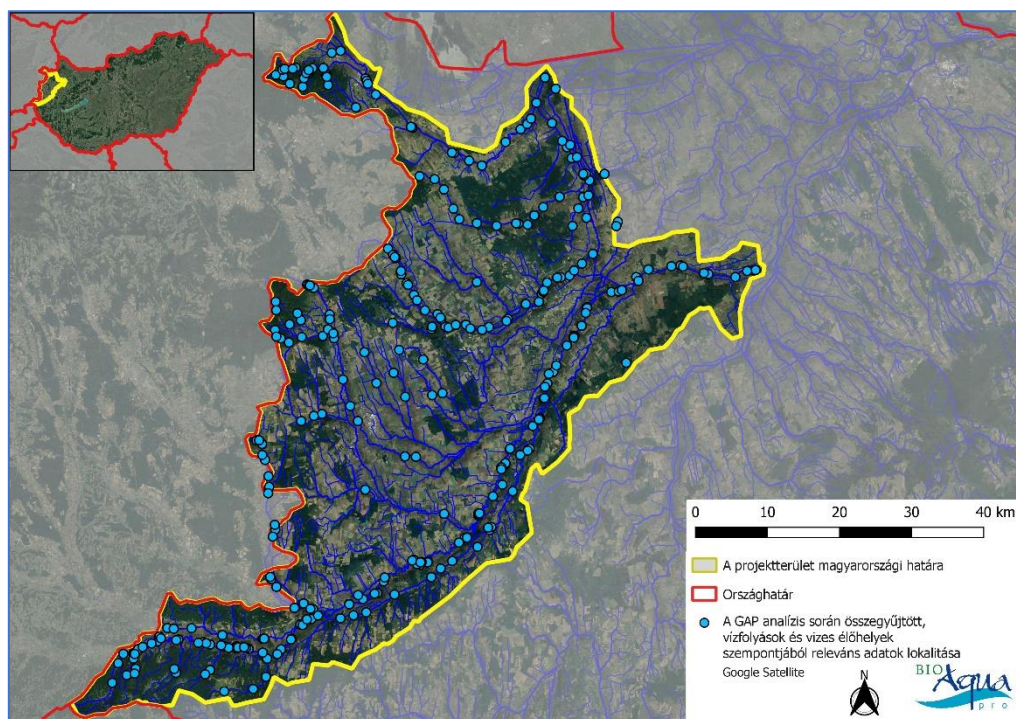 0 10 20 30 40 km
A projektterület magyarországi határa
Országhatár
A GAP analízis során összegyűjtött,
vízfolyások és vizes élőhelyek
szempontjából releváns adatok lokalitása
Google Satellite
N
BIO
Aqua
pro